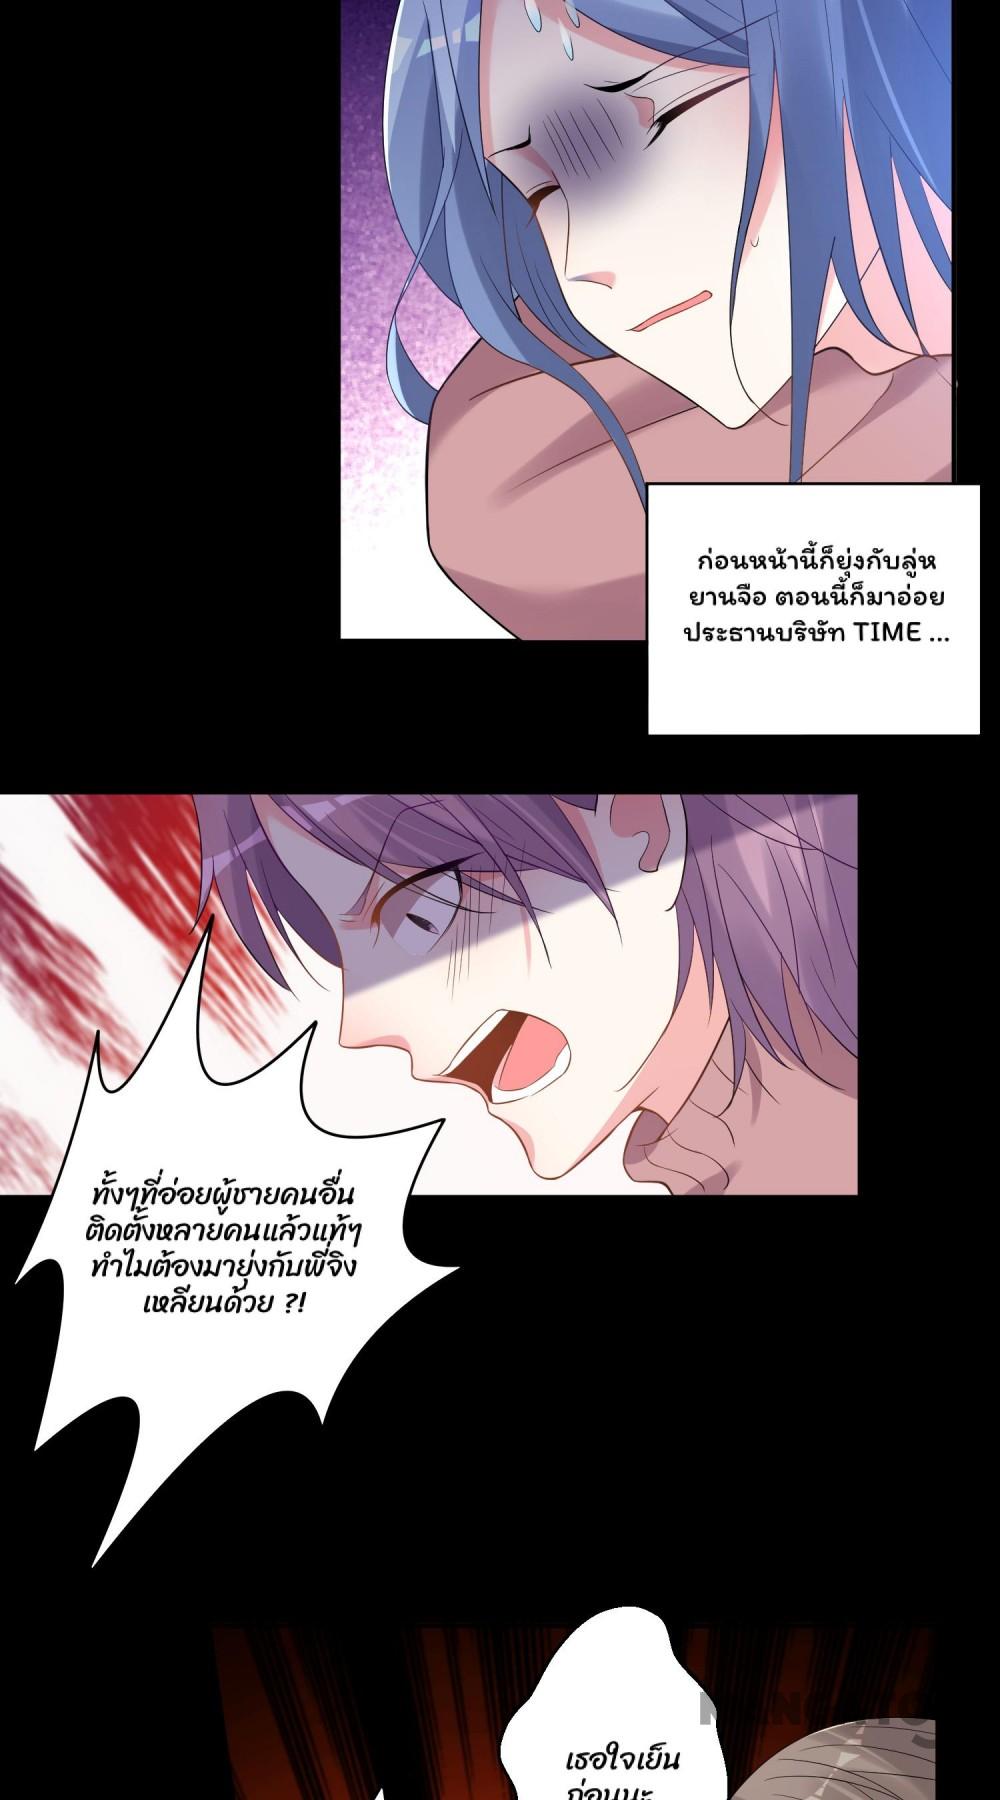 ก่อนหน้านี้ก็ยุ่งกับลู่ห
ยานจือ ตอนนี้ก็มาอ่อย
ประธานบริษัท TIME ...
ทั้งๆที่อ่อยผู้ชายคนอื่น
ติดตั้งหลายคนแล้วแท้ๆ
ทำไมต้องมายุ่งกับพี่จิง
เหลียนด้วย ?!
เธอใจเย็น
ก่อนนะ